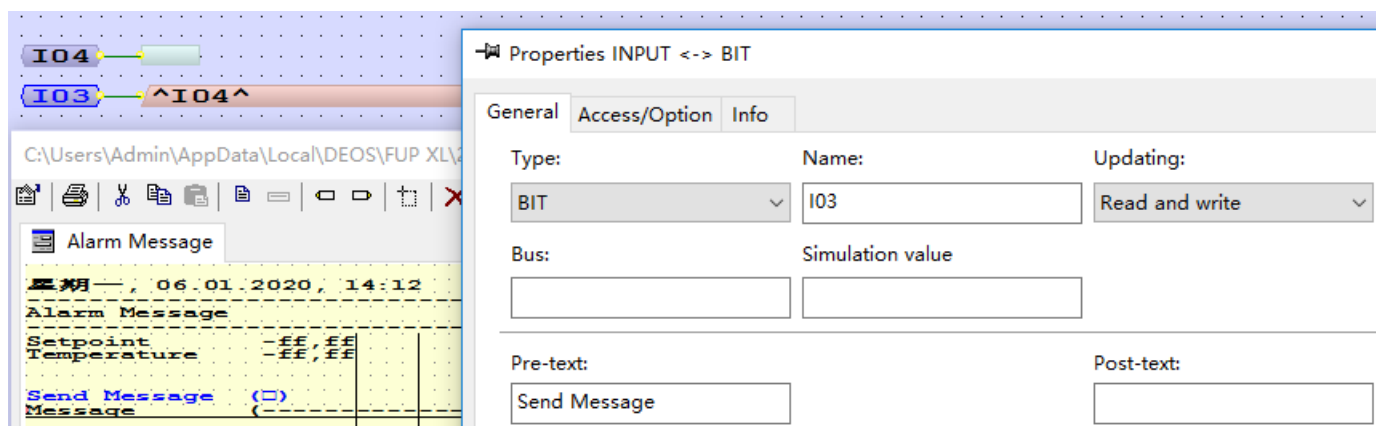 I04
I03 ^I04^
C:\Users\Admin\AppData\Local\DEOS\FUP XL\2
Alarm Message
星期一, 06.01.2020, 14:12
Alarm Message
Setpoint -ff,ff
Temperature -ff,ff
Send Message (□)
Message (--------------
Properties INPUT <-> BIT
General Access/Option Info
Type: Name: Updating:
BIT I03 Read and write
Bus: Simulation value
Pre-text: Post-text:
Send Message